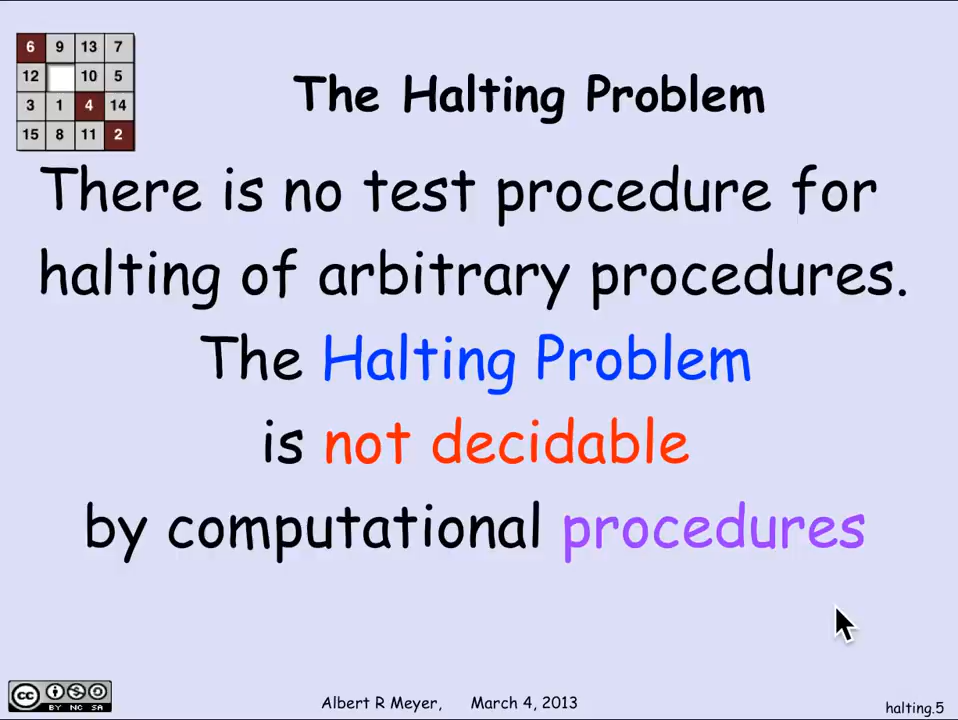 6 9 13 7
12 10 5
3 1 4 14
15 8 11 2
The Halting Problem
There is no test procedure for
halting of arbitrary procedures.
The Halting Problem
is not decidable
by computational procedures
cc BY NC SA
Albert R Meyer, March 4, 2013
halting.5